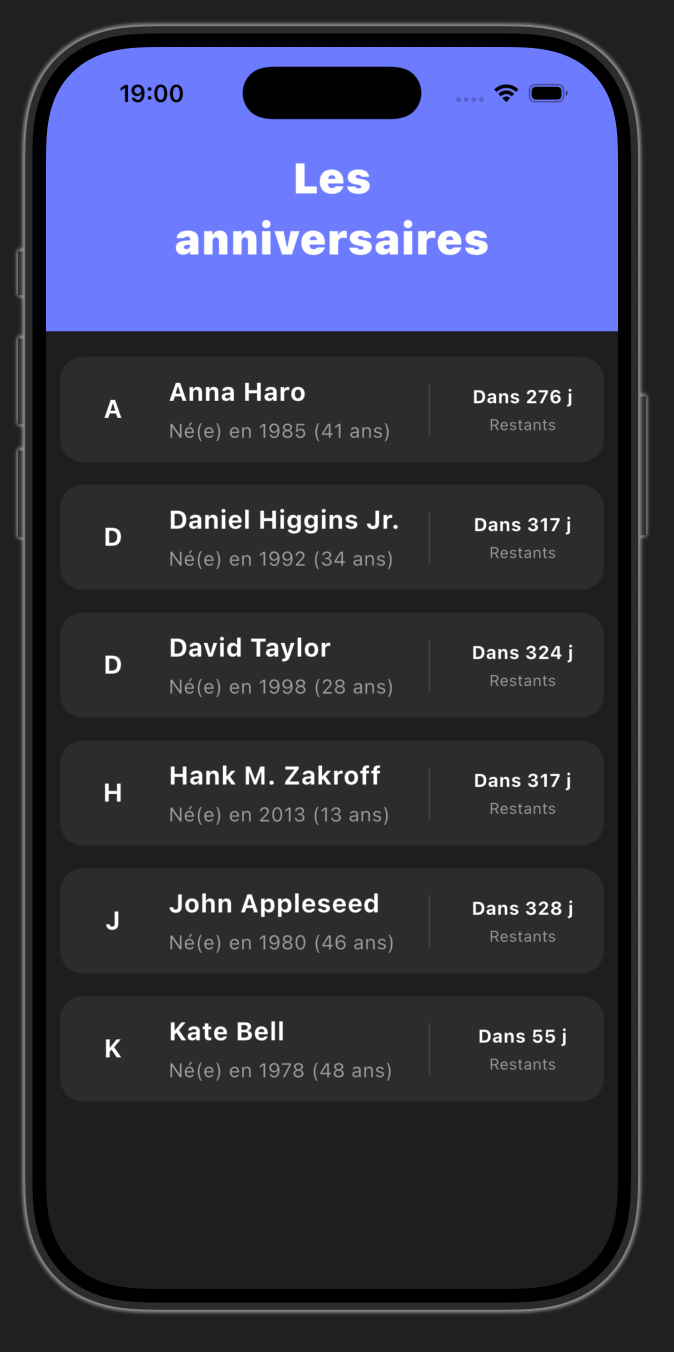 19:00
Les
anniversaires
A
Anna Haro
Né(e) en 1985 (41 ans)
Dans 276 j
Restants
D
Daniel Higgins Jr.
Né(e) en 1992 (34 ans)
Dans 317 j
Restants
D
David Taylor
Né(e) en 1998 (28 ans)
Dans 324 j
Restants
H
Hank M. Zakroff
Né(e) en 2013 (13 ans)
Dans 317 j
Restants
J
John Appleseed
Né(e) en 1980 (46 ans)
Dans 328 j
Restants
K
Kate Bell
Né(e) en 1978 (48 ans)
Dans 55 j
Restants